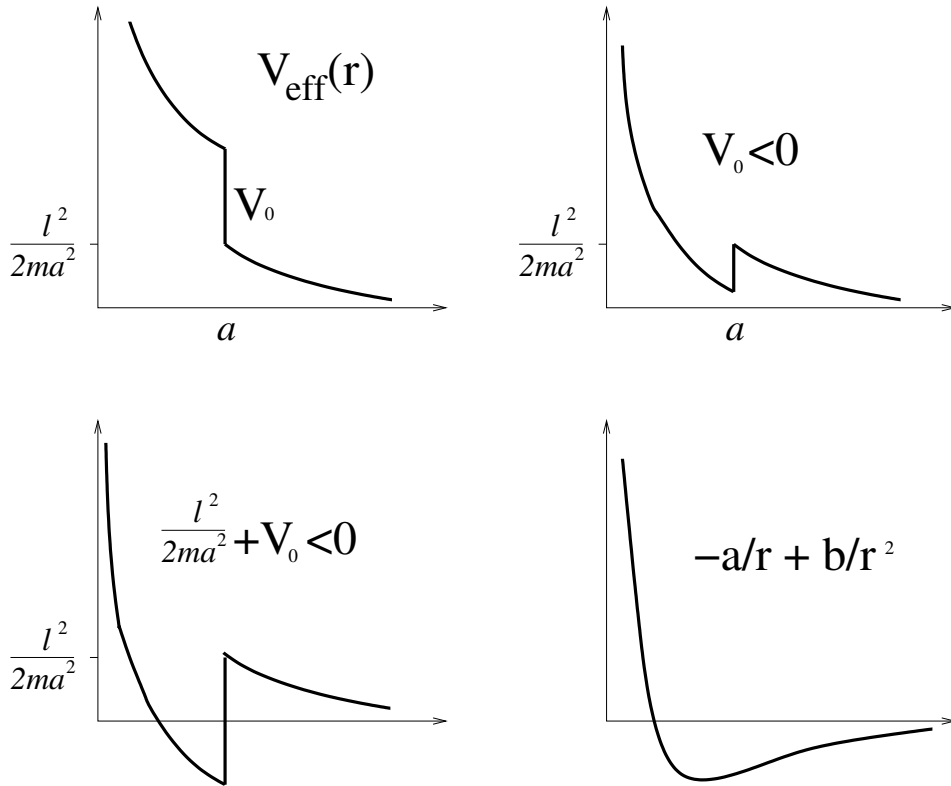 V_eff(r)
V₀
l²
2ma²
a
V₀<0
l²
2ma²
a
l²/2ma² +V₀<0
l²
2ma²
−a/r + b/r²